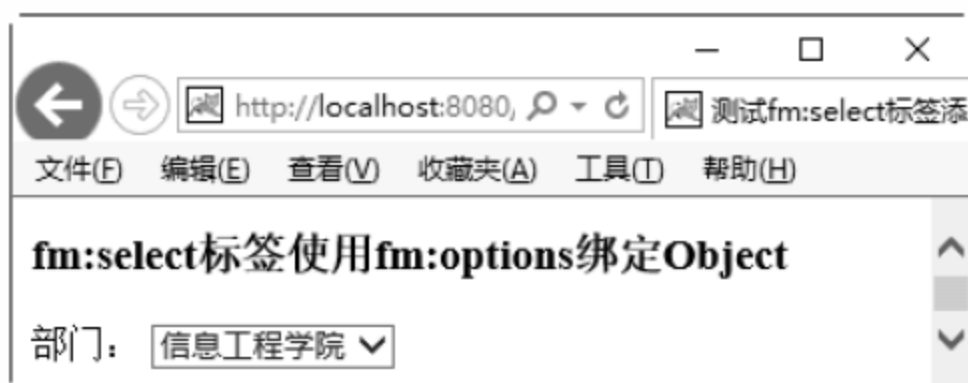 http://localhost:8080/
测试fm:select标签添
文件(F) 编辑(E) 查看(V) 收藏夹(A) 工具(T) 帮助(H)
fm:select标签使用fm:options绑定Object
部门： 信息工程学院